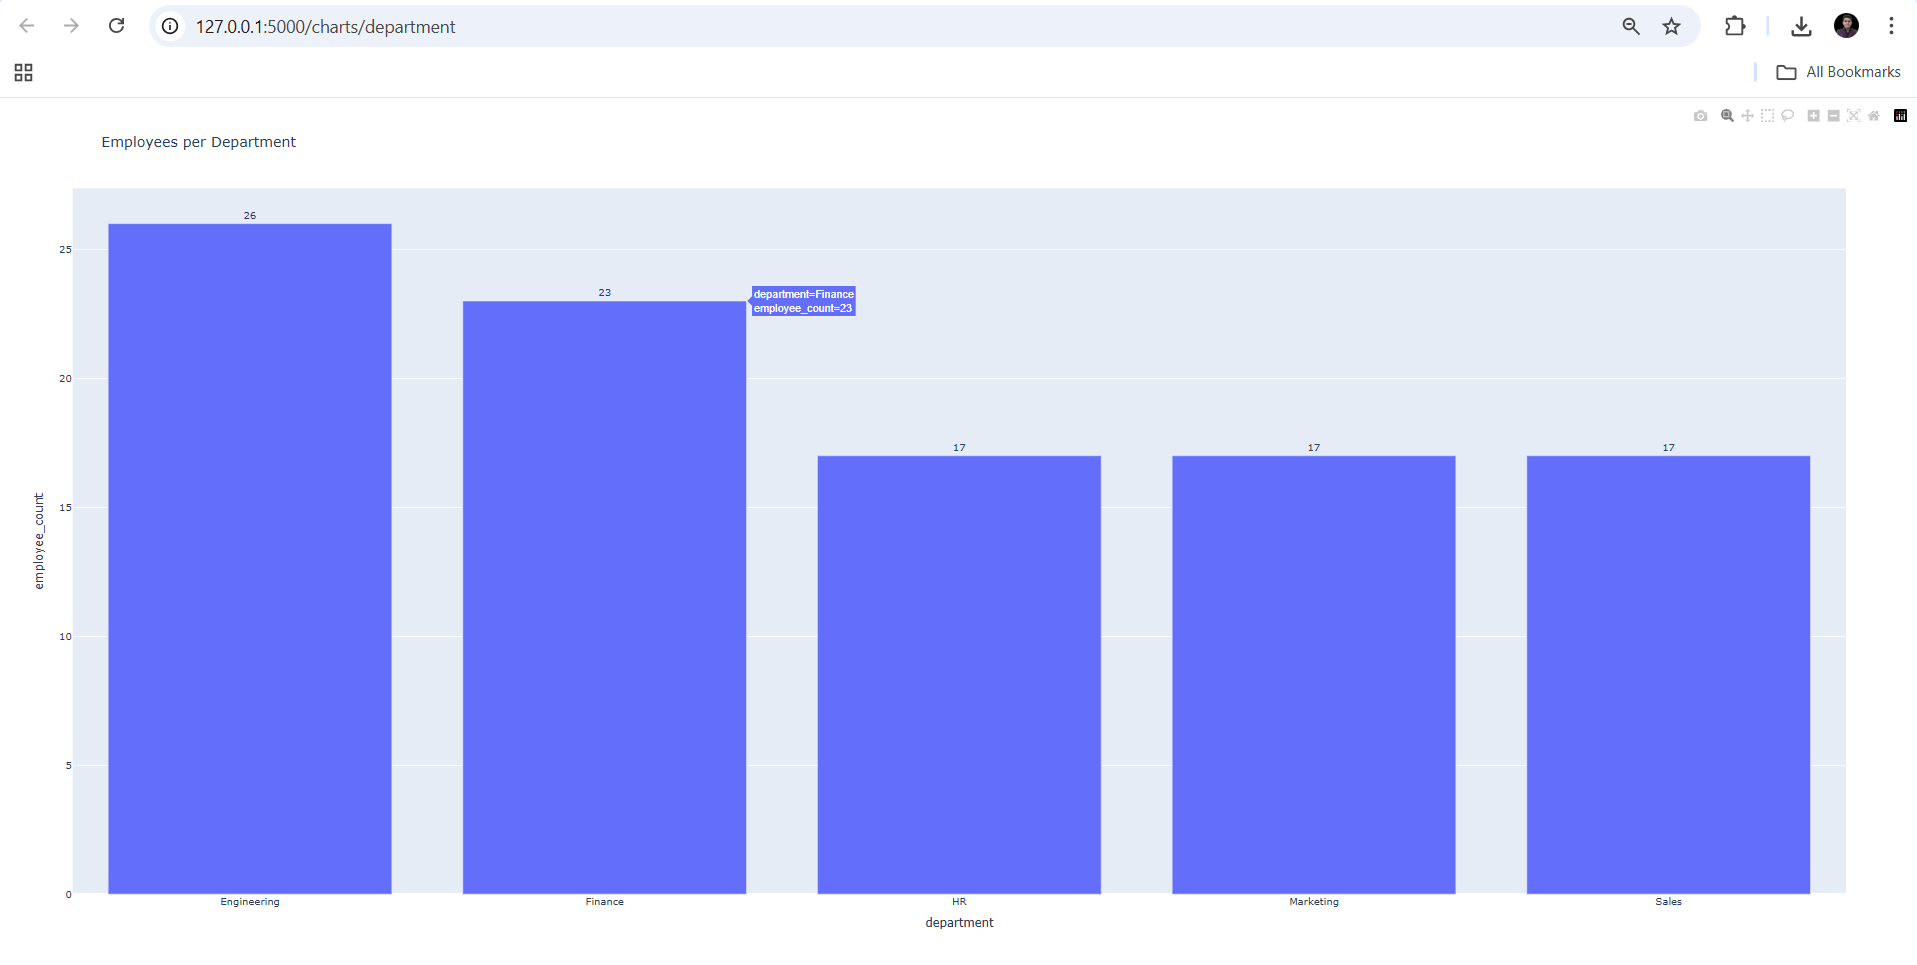 127.0.0.1:5000/charts/department
All Bookmarks
Employees per Department
26
23
department=Finance
employee_count=23
17
17
17
25
20
15
10
5
0
employee_count
Engineering
Finance
HR
Marketing
Sales
department